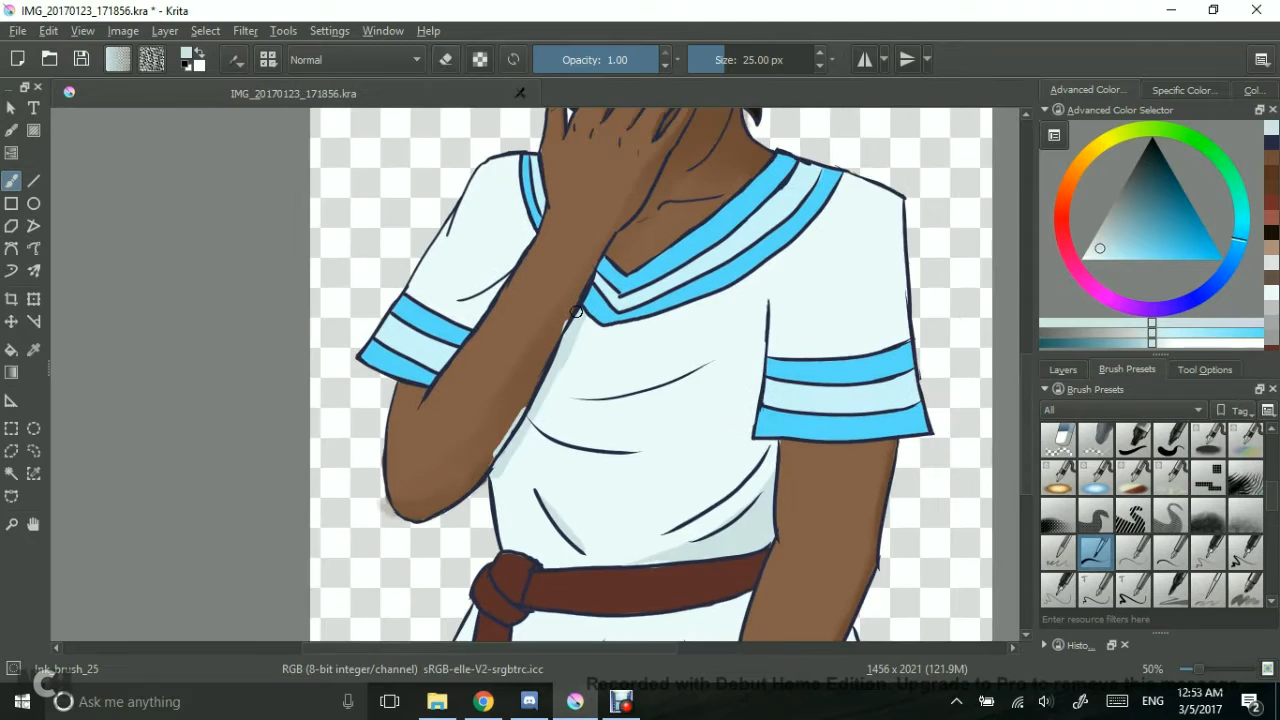 IMG_20170123_171856.kra * - Krita
File Edit View Image Layer Select Filter Tools Settings Window Help
Normal Opacity: 1.00 Size: 25.00 px
IMG_20170123_171856.kra
Advanced Color... Specific Color... Col...
Advanced Color Selector
Layers Brush Presets Tool Options
Brush Presets
All Tag
Enter resource filters here
Histo...
Ink_brush_25 RGB (8-bit integer/channel) sRGB-elle-V2-srgbtrc.icc 1456 x 2021 (121.9M) 50%
Recorded with Debut Home Edition. Upgrade to Pro to remove this message
Ask me anything ENG 12:53 AM
3/5/2017 2